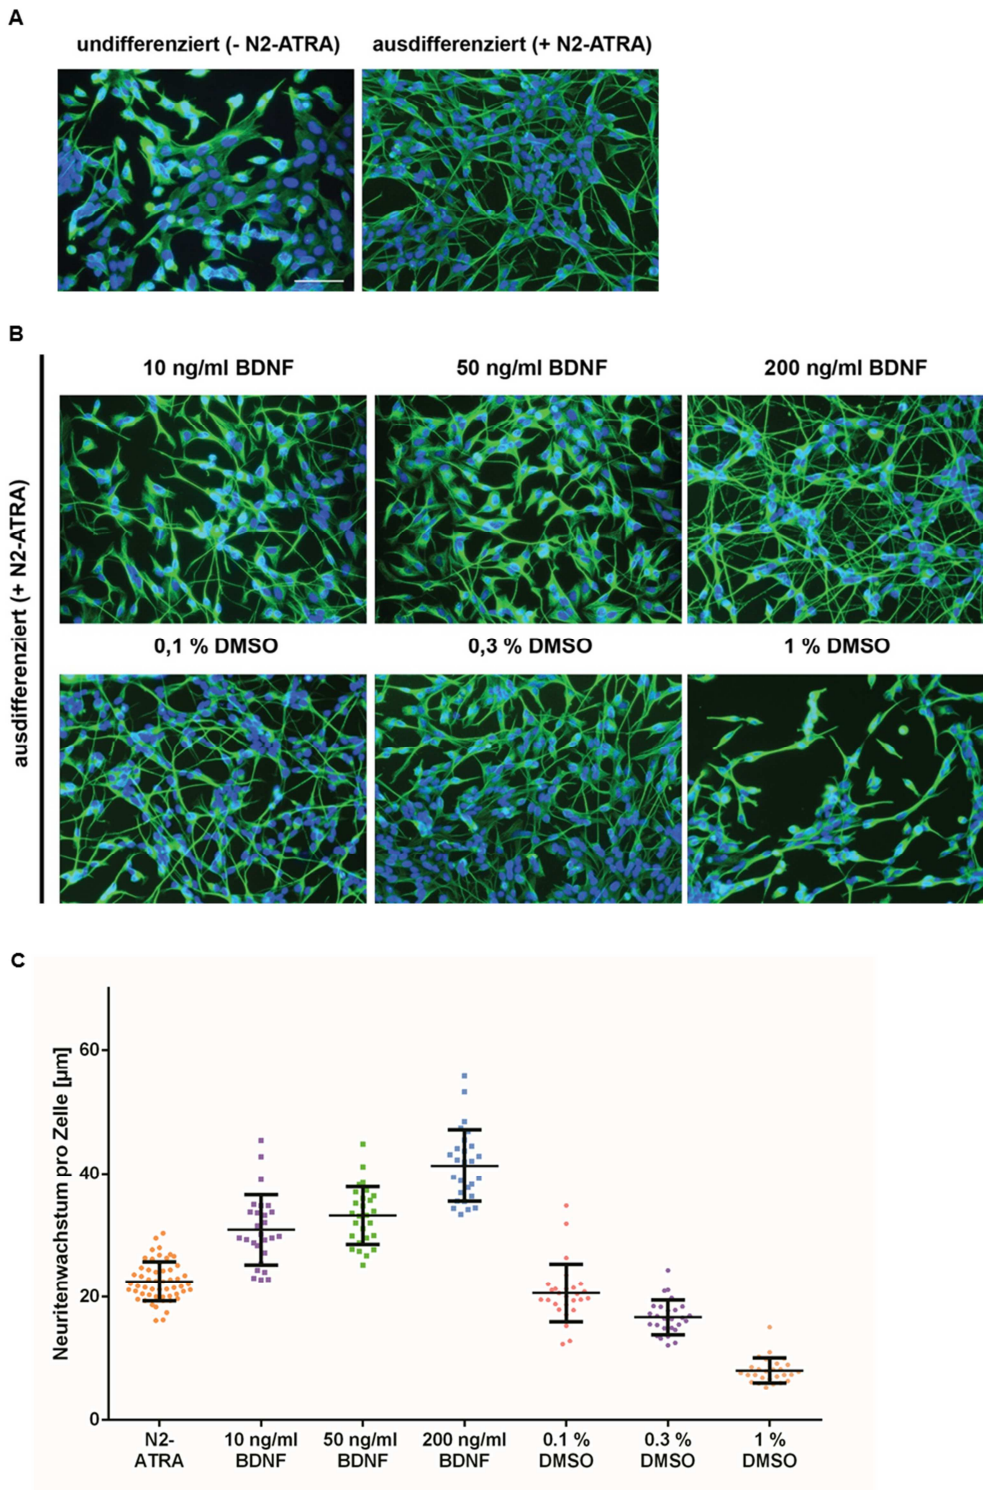 A
undifferenziert (- N2-ATRA)
ausdifferenziert (+ N2-ATRA)
B
ausdifferenziert (+ N2-ATRA)
10 ng/ml BDNF
50 ng/ml BDNF
200 ng/ml BDNF
0,1 % DMSO
0,3 % DMSO
1 % DMSO
C
Neuritenwachstum pro Zelle [µm]
60
40
20
0
N2-
ATRA
10 ng/ml
BDNF
50 ng/ml
BDNF
200 ng/ml
BDNF
0.1 %
DMSO
0.3 %
DMSO
1 %
DMSO